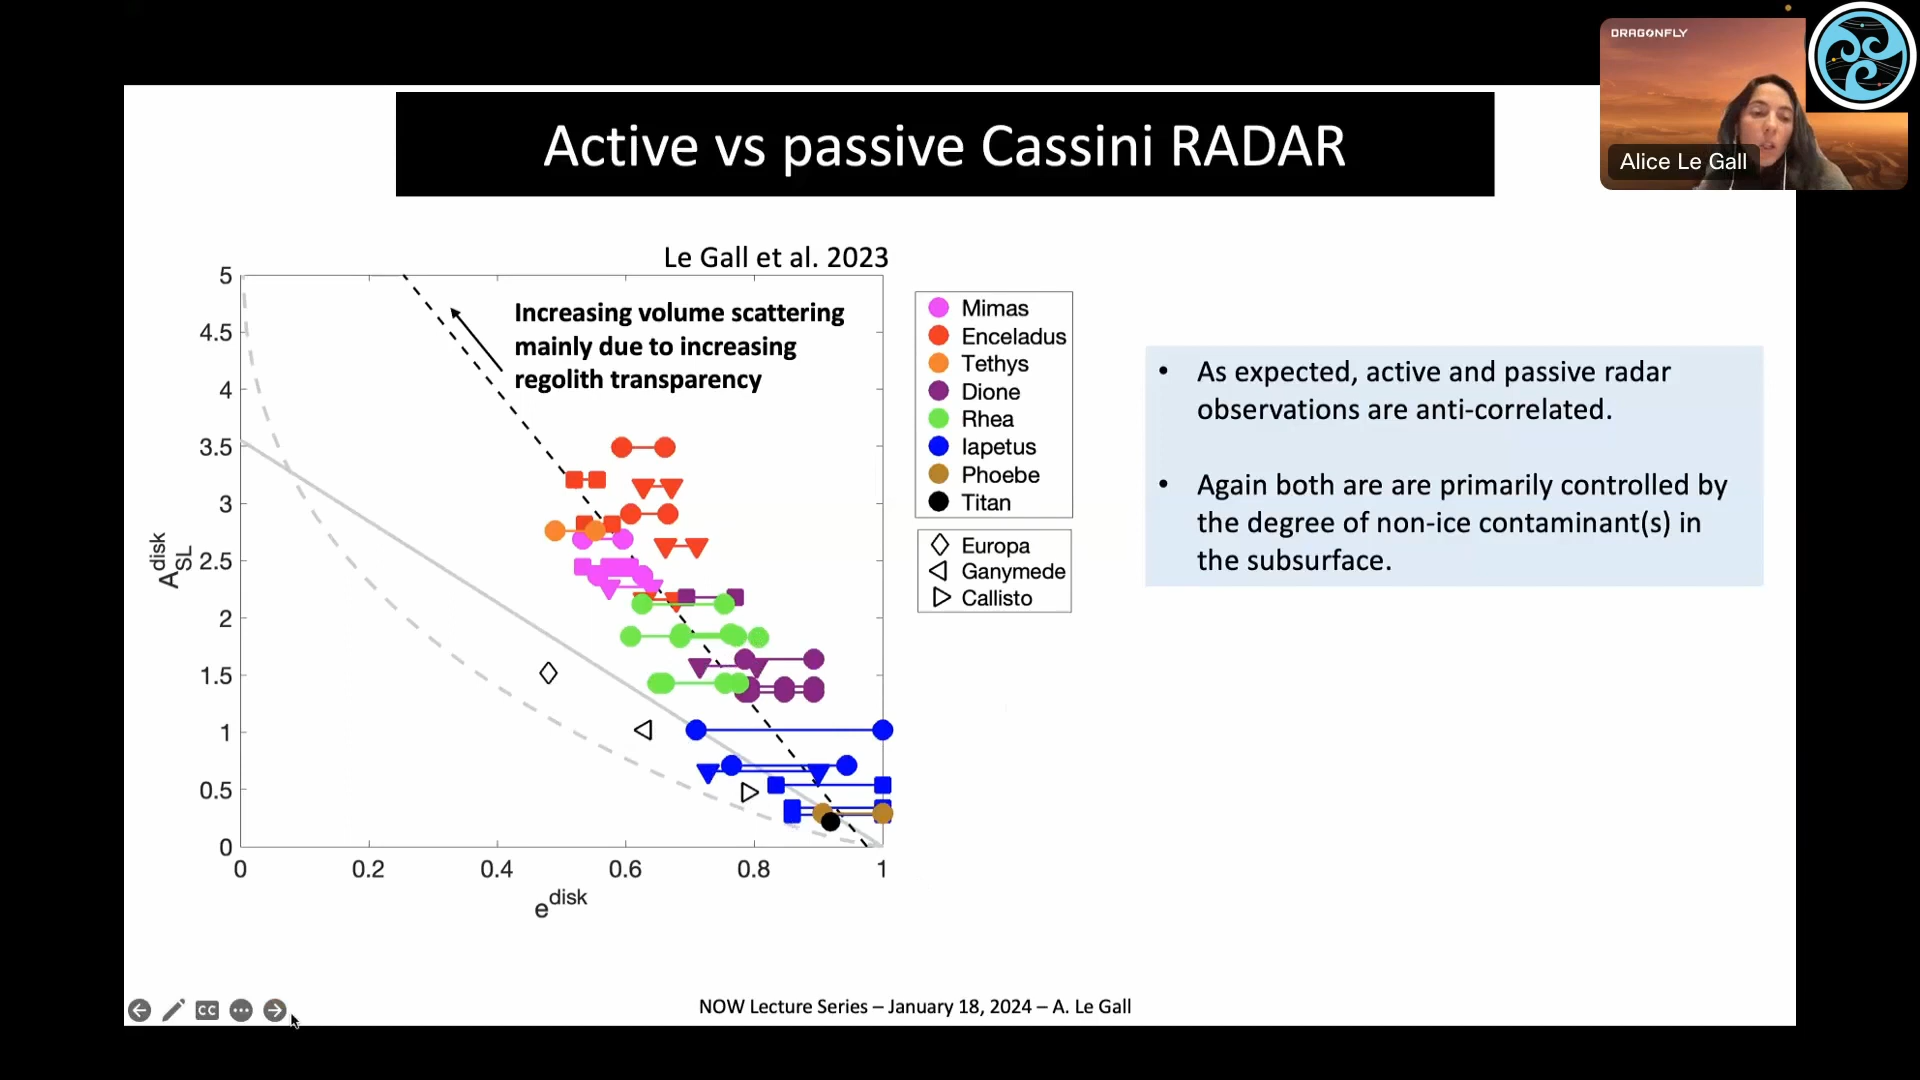 DRAGONFLY
Alice Le Gall
Active vs passive Cassini RADAR
Le Gall et al. 2023
Increasing volume scattering
mainly due to increasing
regolith transparency
5
4.5
4
3.5
3
2.5
2
1.5
1
0.5
0
A_SL^disk
0 0.2 0.4 0.6 0.8 1
e^disk
Mimas
Enceladus
Tethys
Dione
Rhea
Iapetus
Phoebe
Titan
Europa
Ganymede
Callisto
• As expected, active and passive radar
observations are anti-correlated.
• Again both are are primarily controlled by
the degree of non-ice contaminant(s) in
the subsurface.
CC
NOW Lecture Series – January 18, 2024 – A. Le Gall